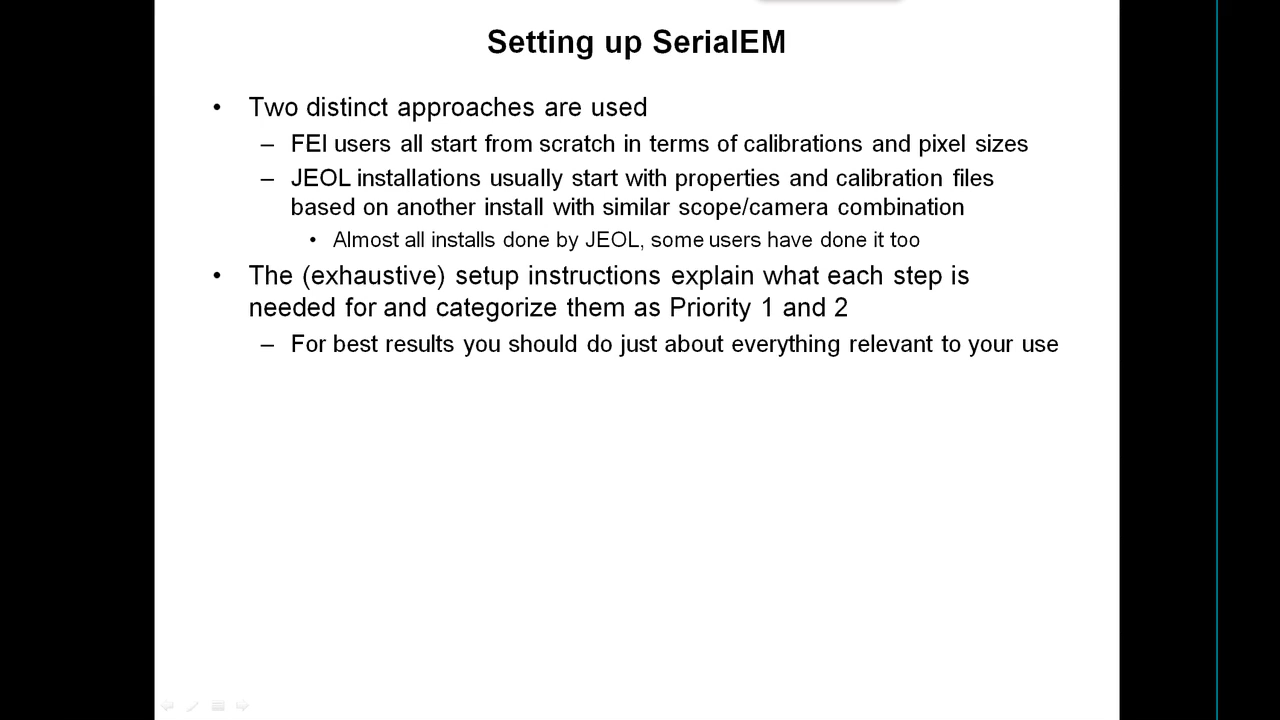 Setting up SerialEM
• Two distinct approaches are used
– FEI users all start from scratch in terms of calibrations and pixel sizes
– JEOL installations usually start with properties and calibration files
based on another install with similar scope/camera combination
• Almost all installs done by JEOL, some users have done it too
• The (exhaustive) setup instructions explain what each step is
needed for and categorize them as Priority 1 and 2
– For best results you should do just about everything relevant to your use